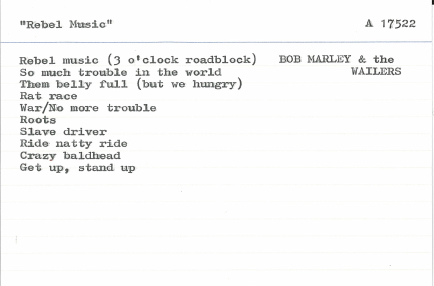 "Rebel Music" A 17522
Rebel music (3 o'clock roadblock) BOB MARLEY & the
So much trouble in the world WAILERS
Them belly full (but we hungry)
Rat race
War/No more trouble
Roots
Slave driver
Ride natty ride
Crazy baldhead
Get up, stand up